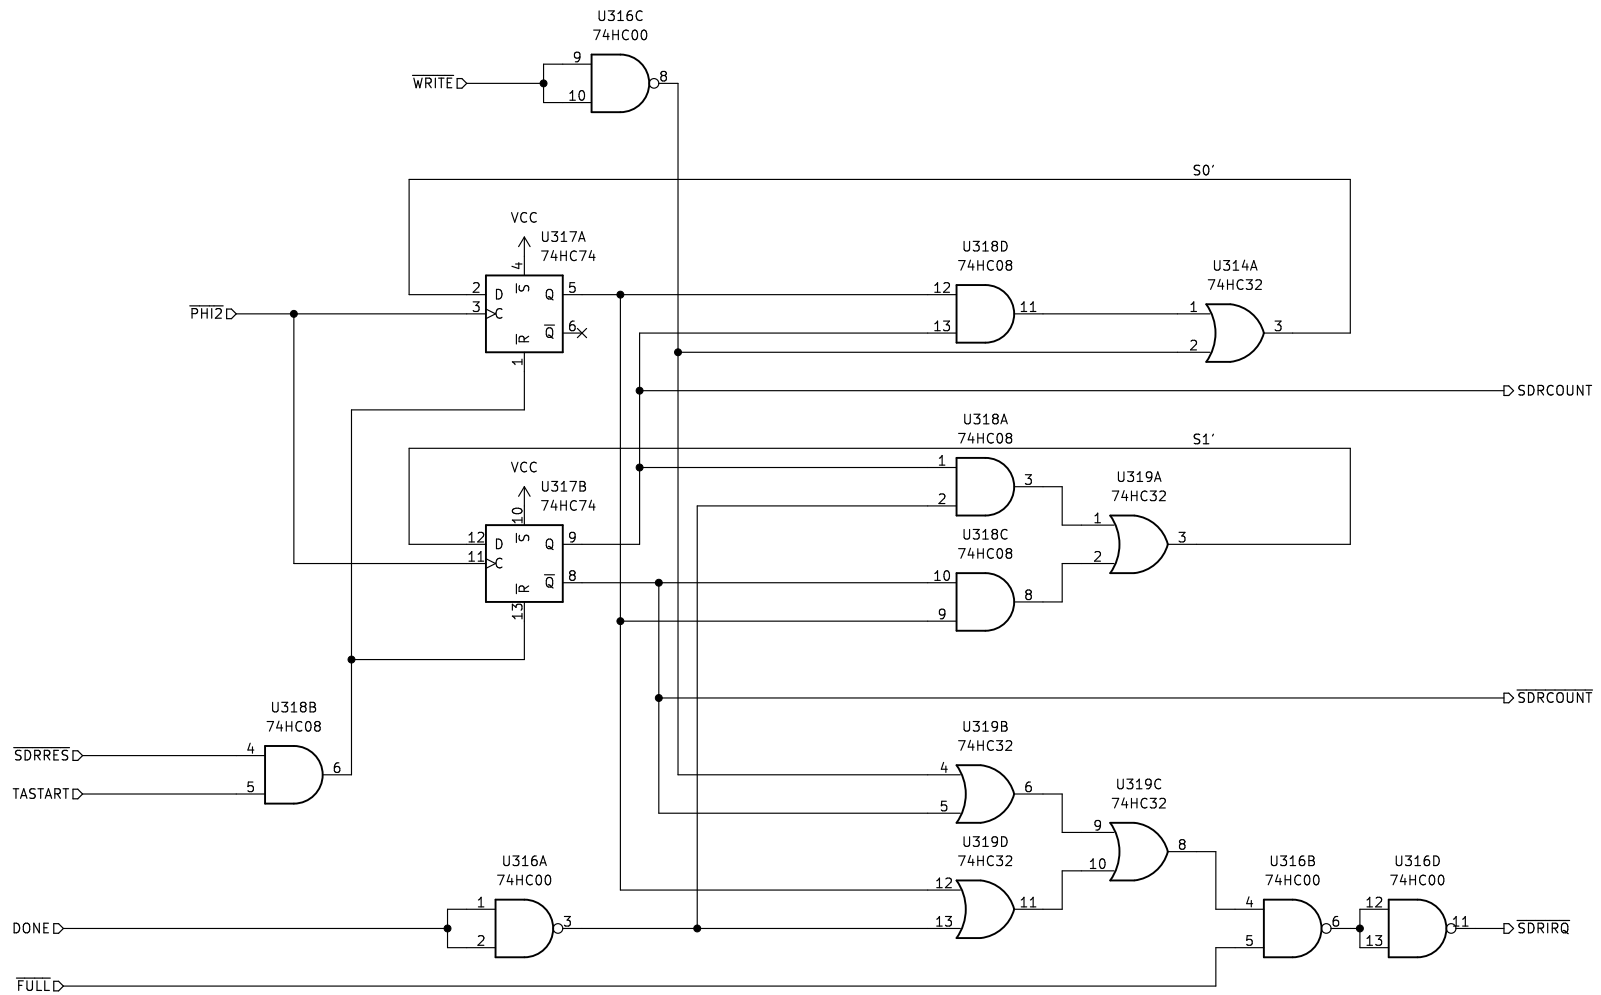 U316C
74HC00
9
WRITE
8
10
S0′
VCC
U317A
74HC74
4
S
2
D
Q
5
3
C
PHI2
6
Q
R
1
U318D
74HC08
12
11
13
U314A
74HC32
1
3
2
SDRCOUNT
U318A
74HC08
S1′
1
3
2
VCC
U317B
74HC74
10
S
12
D
Q
9
11
C
8
Q
R
13
U319A
74HC32
1
3
2
U318C
74HC08
10
8
9
SDRCOUNT
U318B
74HC08
SDRRES
4
6
TASTART
5
U319B
74HC32
4
6
5
U319C
74HC32
9
8
10
U319D
74HC32
12
11
13
U316A
74HC00
1
DONE
3
2
U316B
74HC00
4
6
5
U316D
74HC00
12
11
13
SDRIRQ
FULL